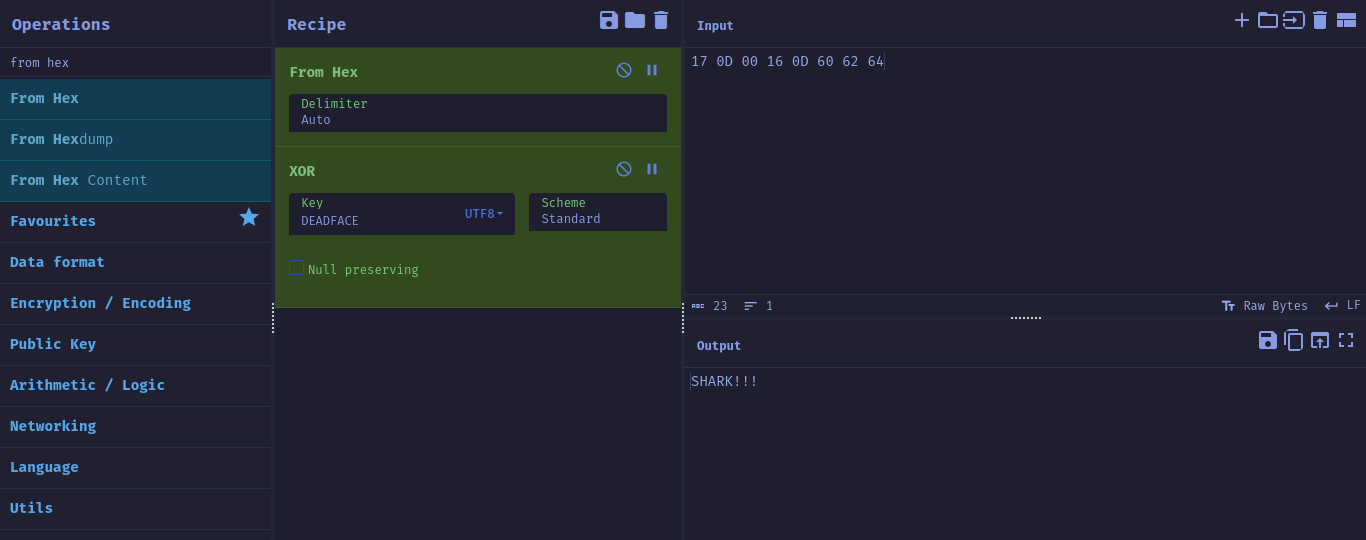 Operations
from hex
From Hex
From Hexdump
From Hex Content
Favourites
Data format
Encryption / Encoding
Public Key
Arithmetic / Logic
Networking
Language
Utils
Recipe
From Hex
Delimiter
Auto
XOR
Key
DEADFACE
UTF8
Scheme
Standard
Null preserving
Input
17 0D 00 16 0D 60 62 64
ABC 23 1
Tr Raw Bytes LF
Output
SHARK!!!